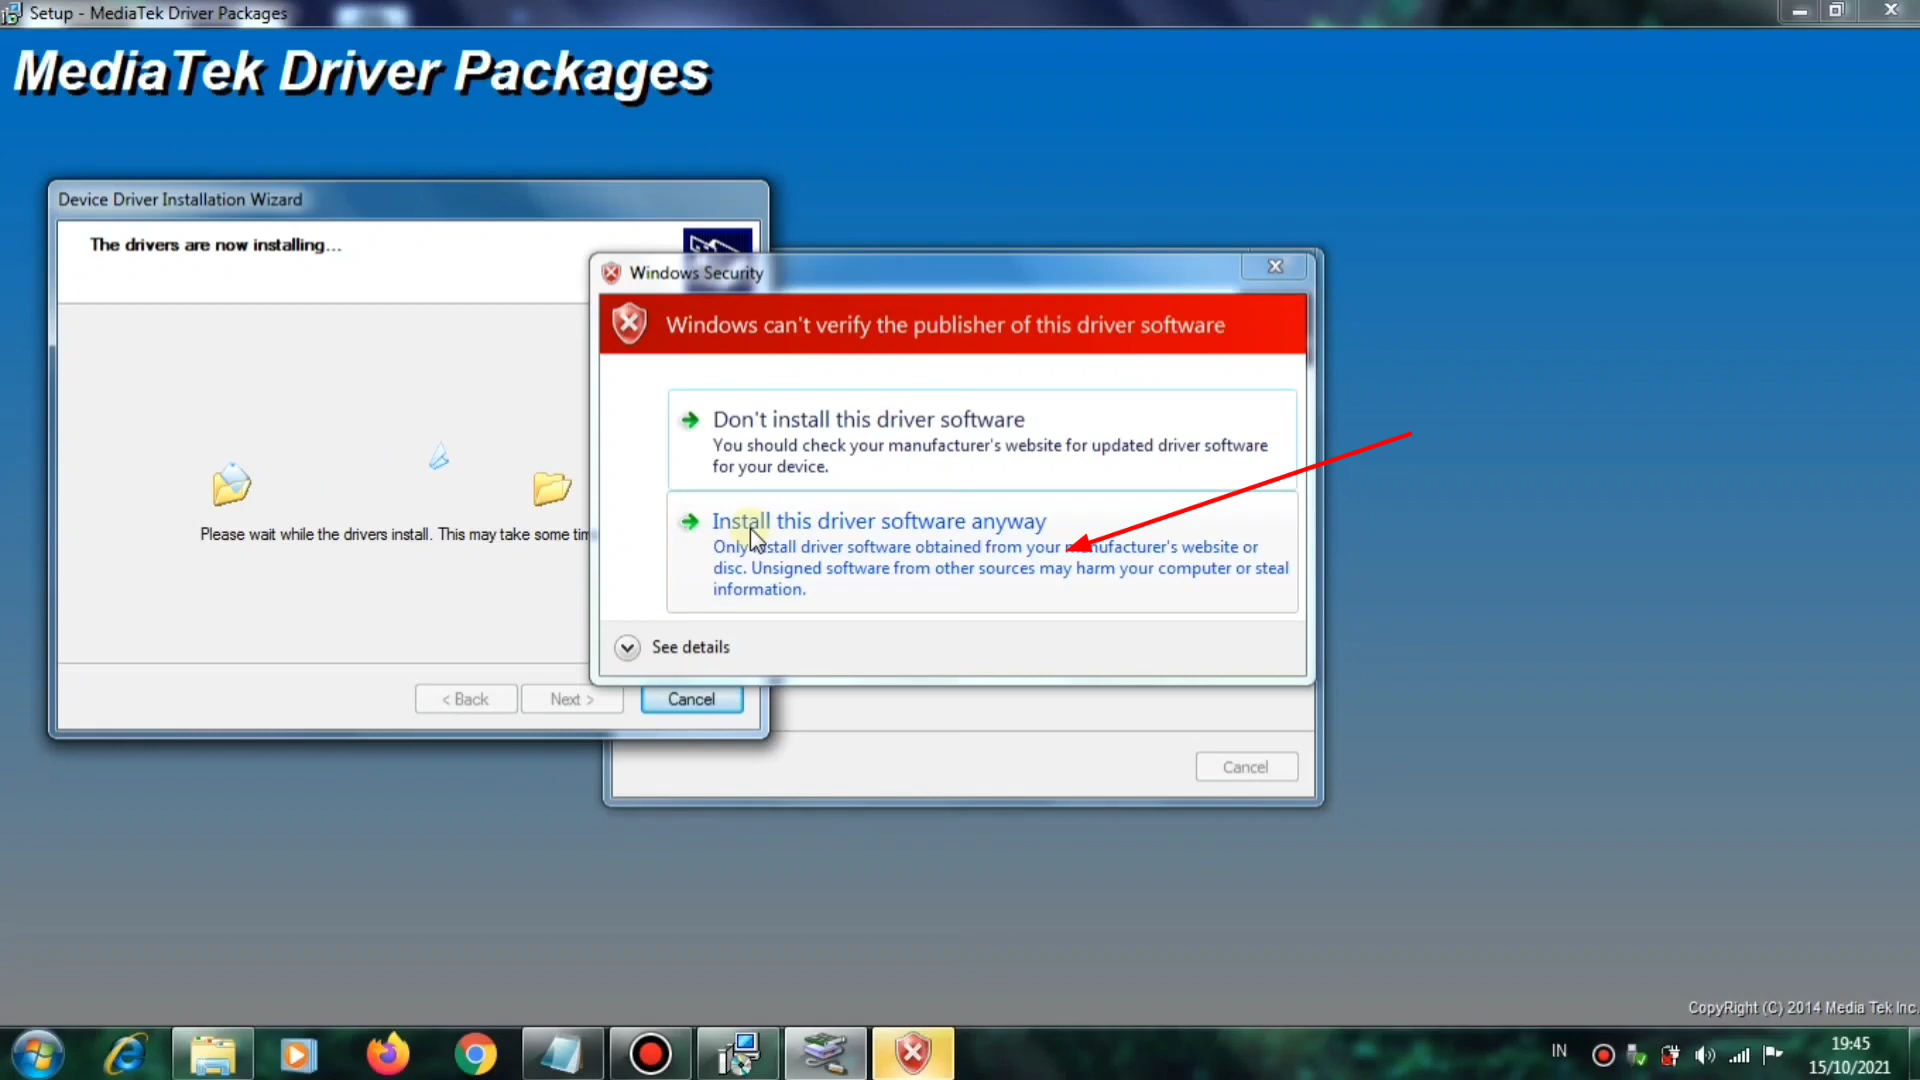 Setup - MediaTek Driver Packages
MediaTek Driver Packages
Device Driver Installation Wizard
The drivers are now installing...
Please wait while the drivers install. This may take some
< Back
Next >
Cancel
Windows Security
Windows can't verify the publisher of this driver software
Don't install this driver software
You should check your manufacturer's website for updated driver software
for your device.
Install this driver software anyway
Only install driver software obtained from your manufacturer's website or
disc. Unsigned software from other sources may harm your computer or steal
information.
See details
Cancel
CopyRight (C) 2014 Media Tek Inc.
IN
19:45
15/10/2021